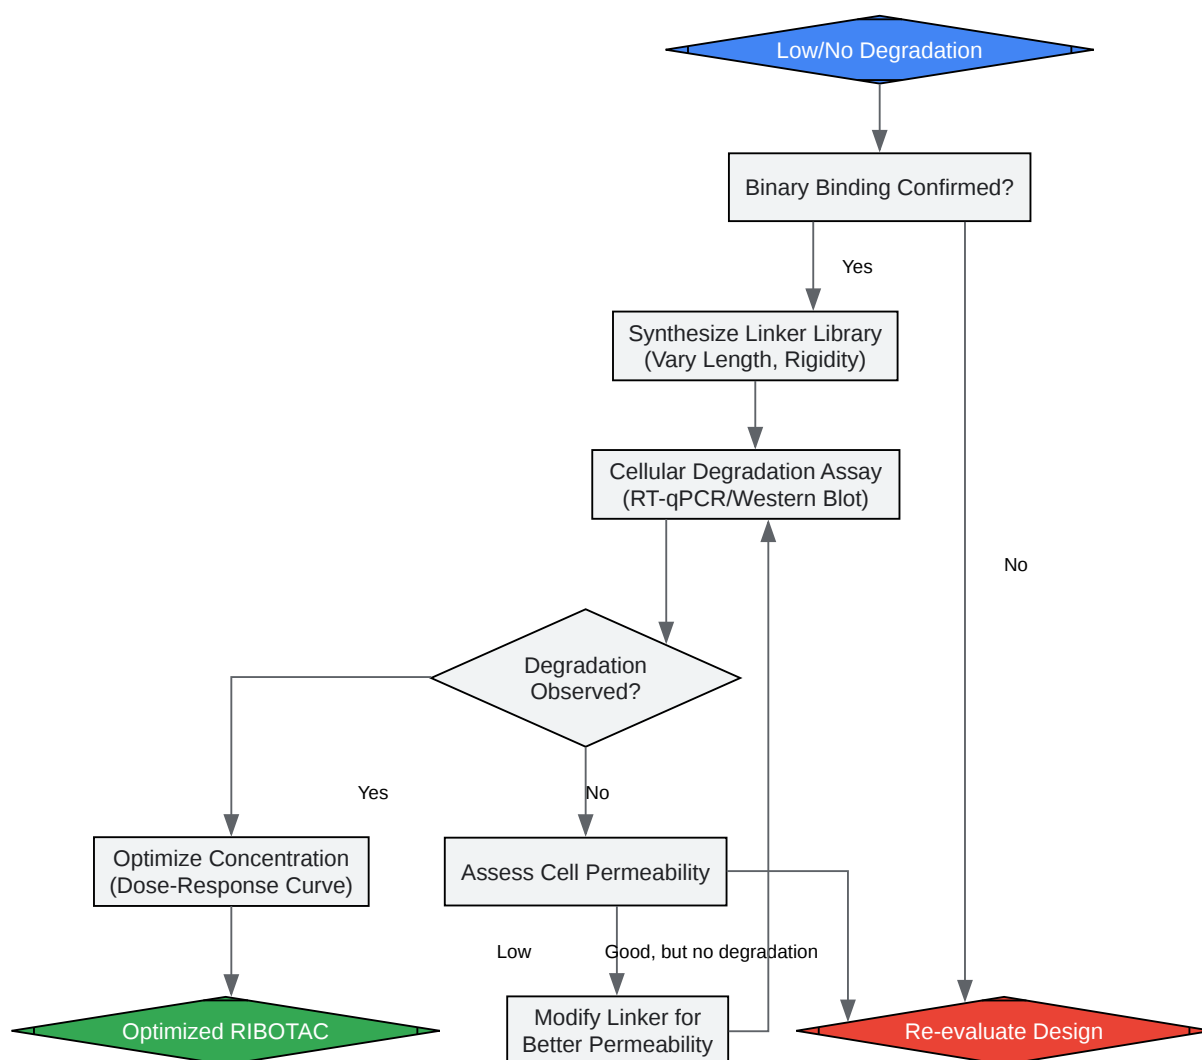 Low/No Degradation
Binary Binding Confirmed?
Yes
Synthesize Linker Library
(Vary Length, Rigidity)
Cellular Degradation Assay
(RT-qPCR/Western Blot)
No
Degradation
Observed?
Yes
No
Optimize Concentration
(Dose-Response Curve)
Assess Cell Permeability
Low
Good, but no degradation
Optimized RIBOTAC
Modify Linker for
Better Permeability
Re-evaluate Design